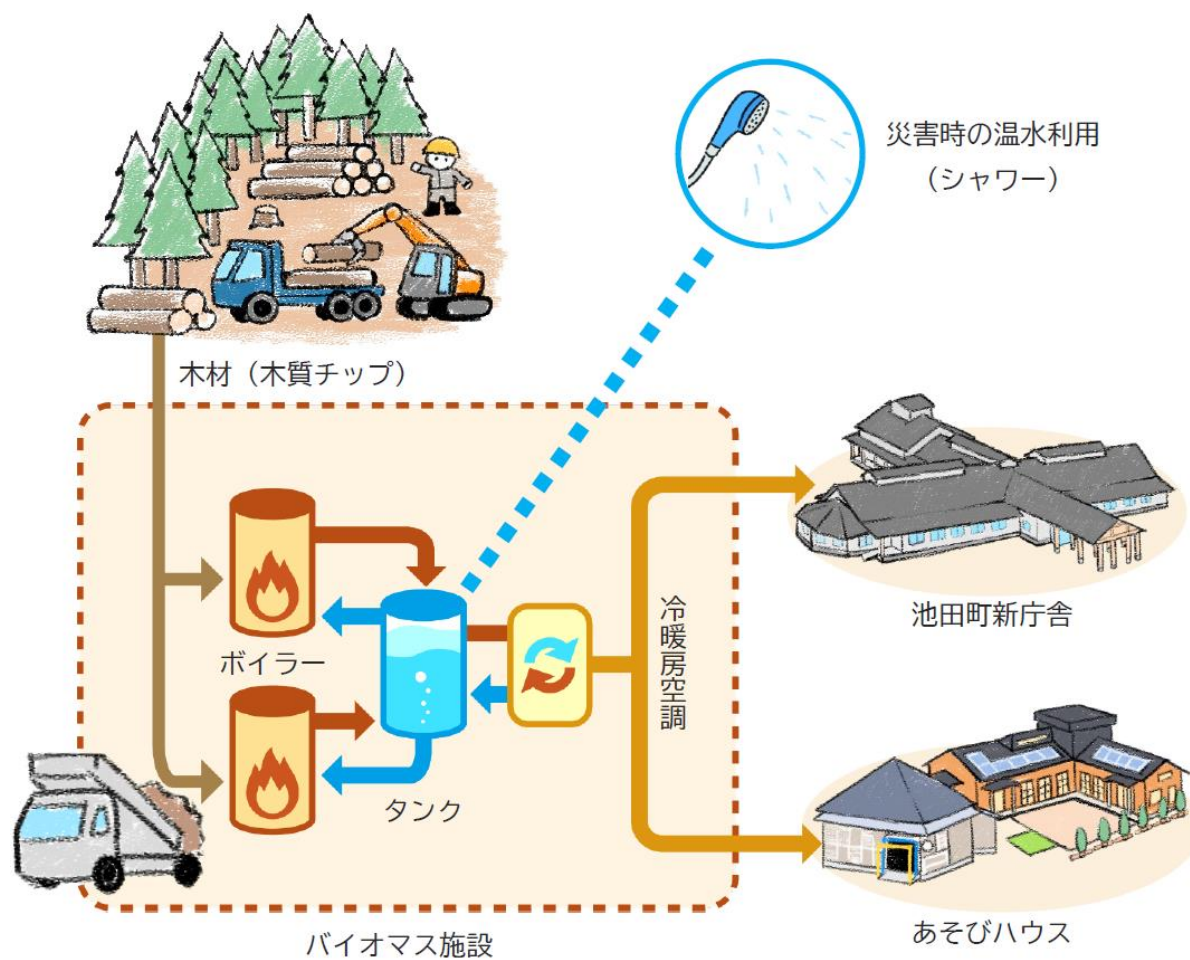 災害時の温水利用
（シャワー）
木材（木質チップ）
ボイラー
タンク
冷暖房空調
池田町新庁舎
あそびハウス
バイオマス施設